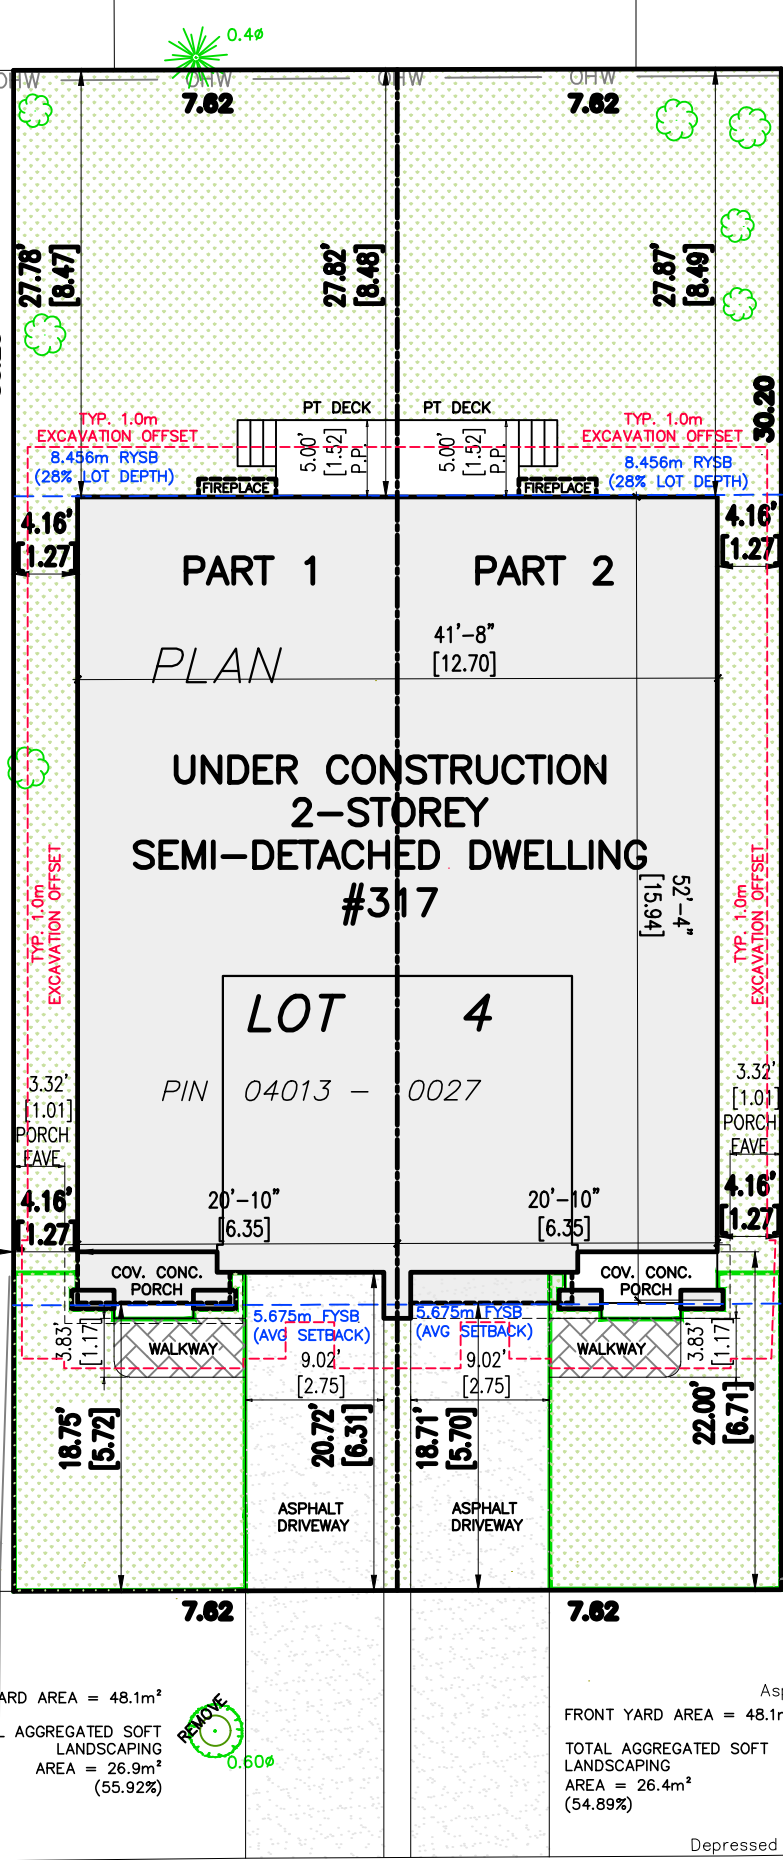 0.4ø
OHW OHW OHW OHW
7.62 7.62
27.78'
[8.47]
27.82'
[8.48]
27.87'
[8.49]
30.20
PT DECK PT DECK
TYP. 1.0m
EXCAVATION OFFSET
TYP. 1.0m
EXCAVATION OFFSET
8.456m RYSB
(28% LOT DEPTH)
8.456m RYSB
(28% LOT DEPTH)
5.00'
[1.52]
P.P.
5.00'
[1.52]
P.P.
FIREPLACE FIREPLACE
4.16'
[1.27]
4.16'
[1.27]
PART 1 PART 2
41'-8"
[12.70]
PLAN
UNDER CONSTRUCTION
2-STOREY
SEMI-DETACHED DWELLING
#317
52'-4"
[15.94]
TYP. 1.0m
EXCAVATION OFFSET
TYP. 1.0m
EXCAVATION OFFSET
LOT 4
PIN 04013 - 0027
3.32'
[1.01]
PORCH
EAVE
3.32'
[1.01]
PORCH
EAVE
4.16'
[1.27]
4.16'
[1.27]
20'-10"
[6.35]
20'-10"
[6.35]
COV. CONC.
PORCH
COV. CONC.
PORCH
5.675m FYSB
(AVG SETBACK)
5.675m FYSB
(AVG SETBACK)
3.83'
[1.17]
WALKWAY
WALKWAY
3.83'
[1.17]
9.02'
[2.75]
9.02'
[2.75]
18.75'
[5.72]
20.72'
[6.31]
18.71'
[5.70]
22.00'
[6.71]
ASPHALT
DRIVEWAY
ASPHALT
DRIVEWAY
7.62 7.62
ARD AREA = 48.1m²
L AGGREGATED SOFT
LANDSCAPING
AREA = 26.9m²
(55.92%)
REMOVE
0.60ø
Asp
FRONT YARD AREA = 48.1m
TOTAL AGGREGATED SOFT
LANDSCAPING
AREA = 26.4m²
(54.89%)
Depressed